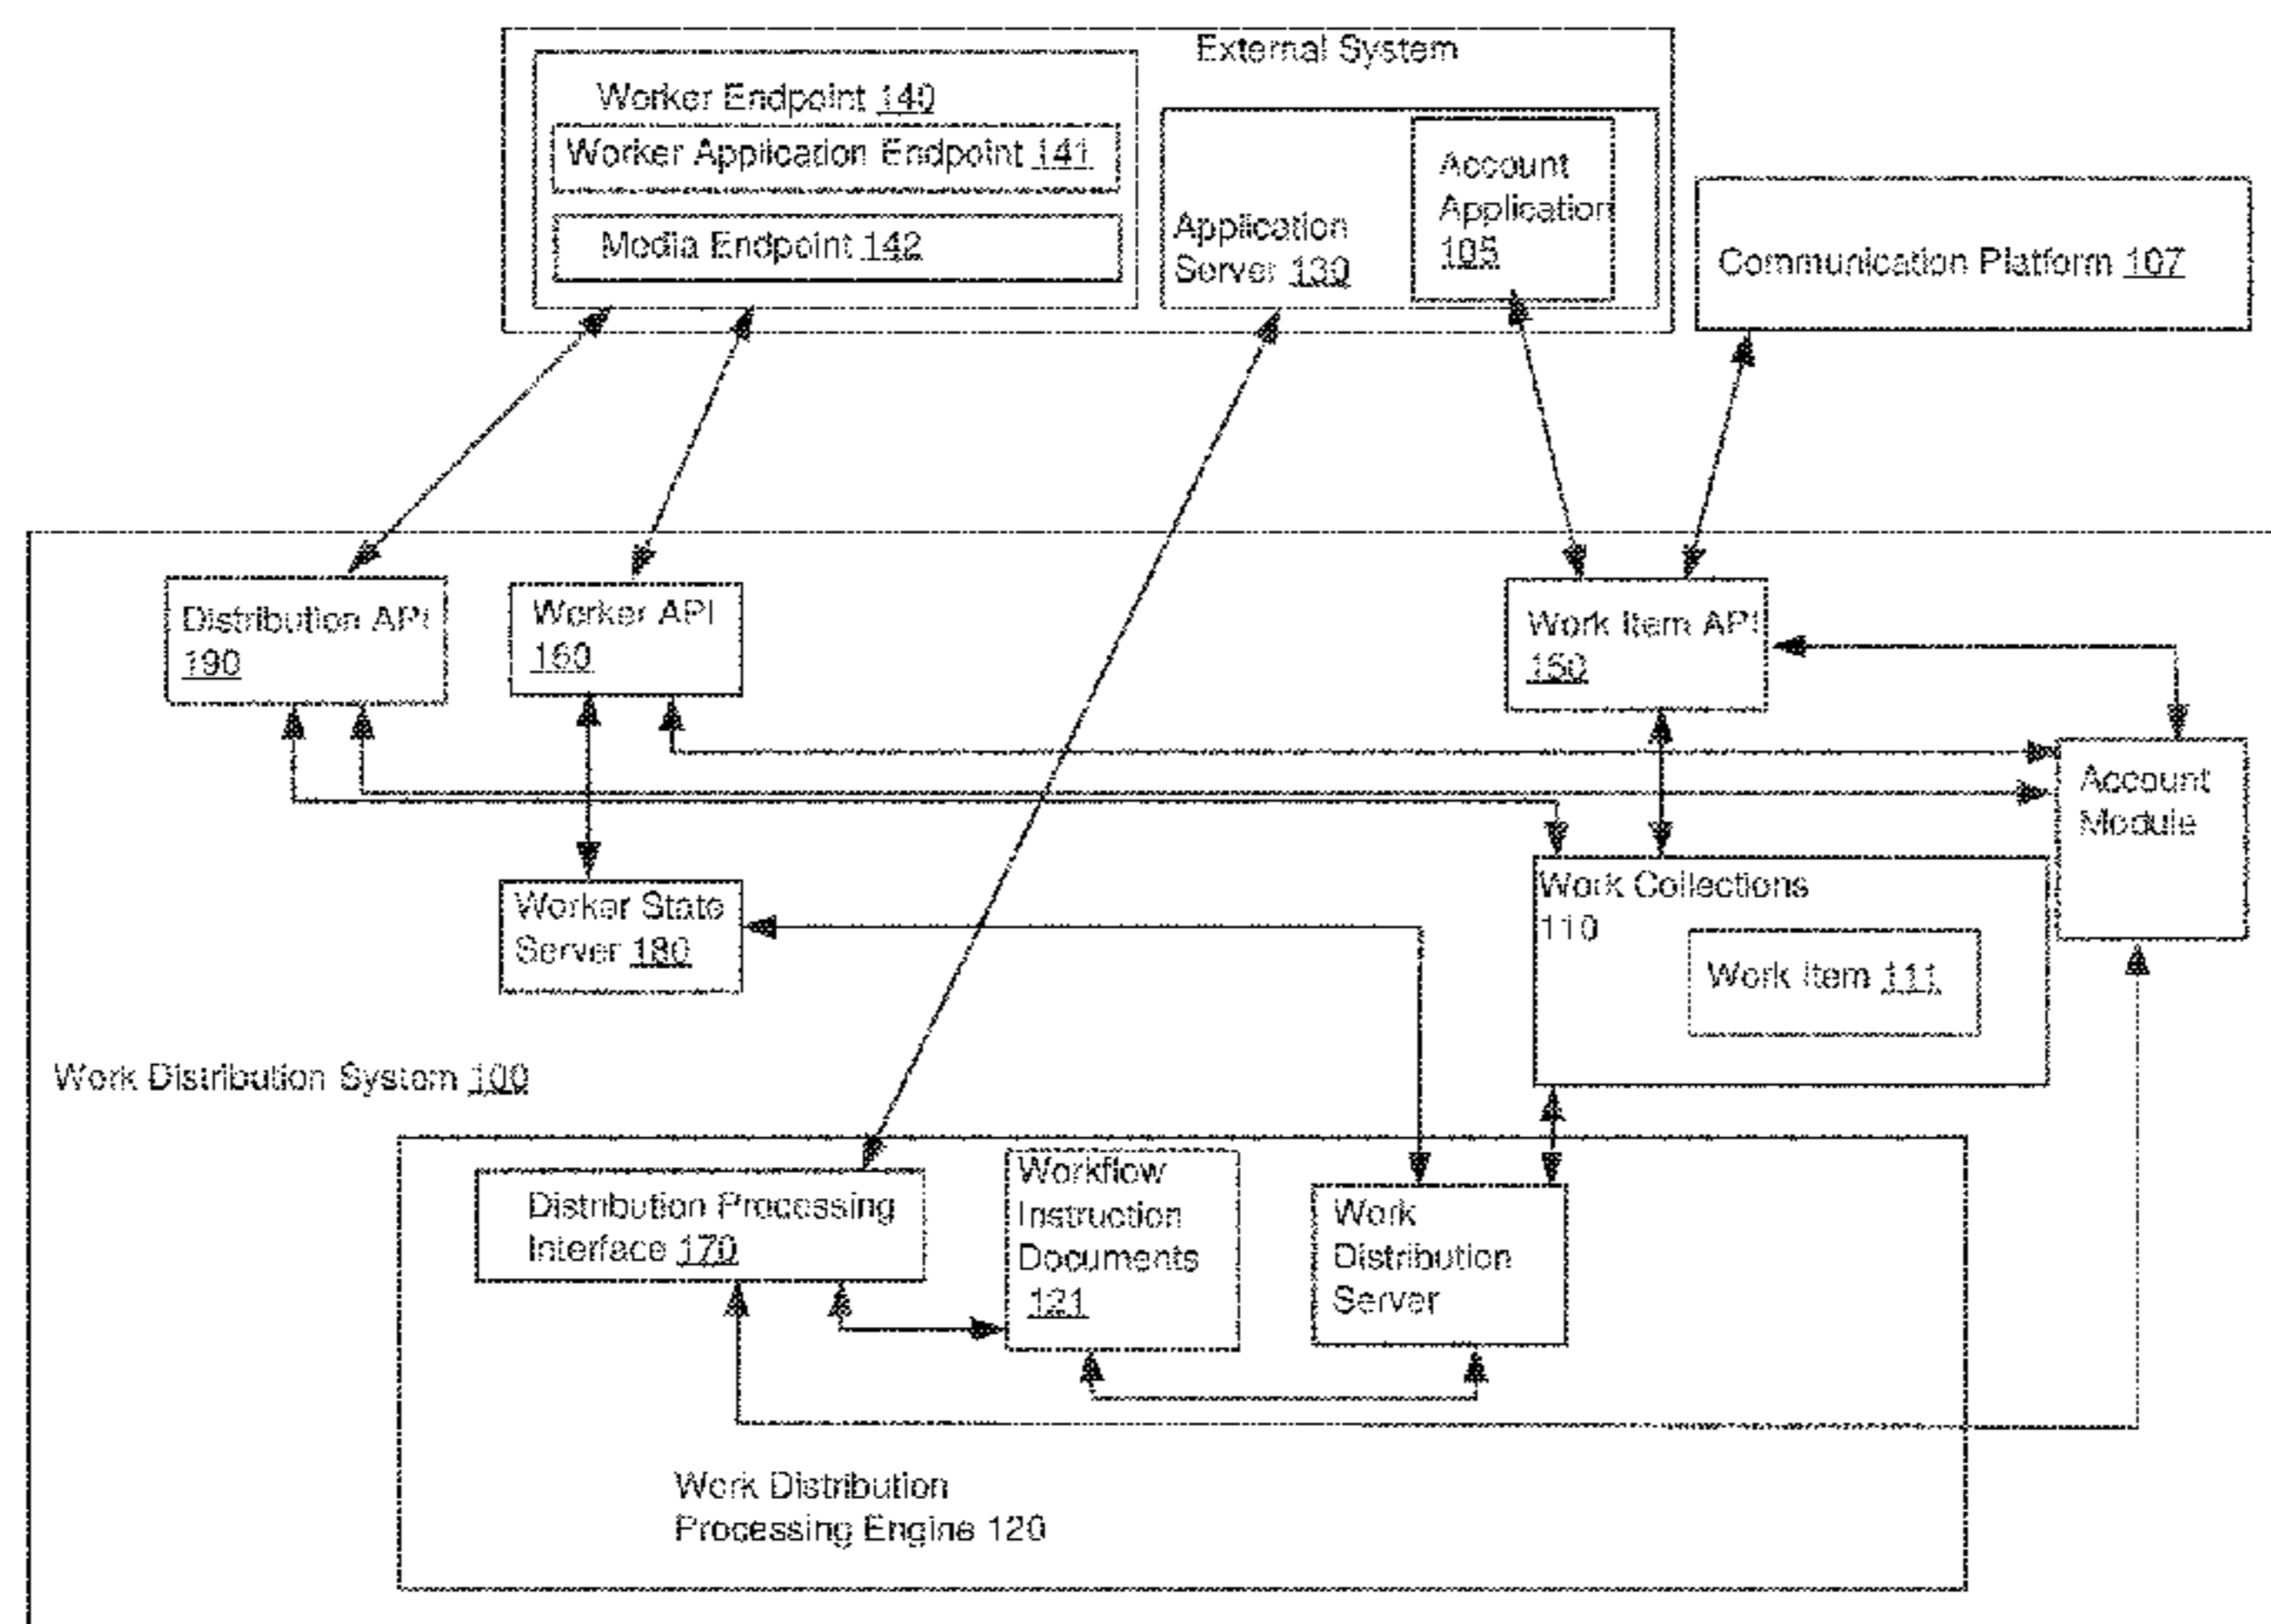 External System
Worker Endpoint 140
Worker Application Endpoint 141
Media Endpoint 142
Application
Server 130
Account
Application
105
Communication Platform 107
Distribution API
190
Worker API
160
Work Item API
150
Account
Module
Worker State
Server 180
Work Collections
110
Work Item 111
Work Distribution System 100
Distribution Processing
Interface 170
Workflow
Instruction
Documents
121
Work
Distribution
Server
Work Distribution
Processing Engine 120